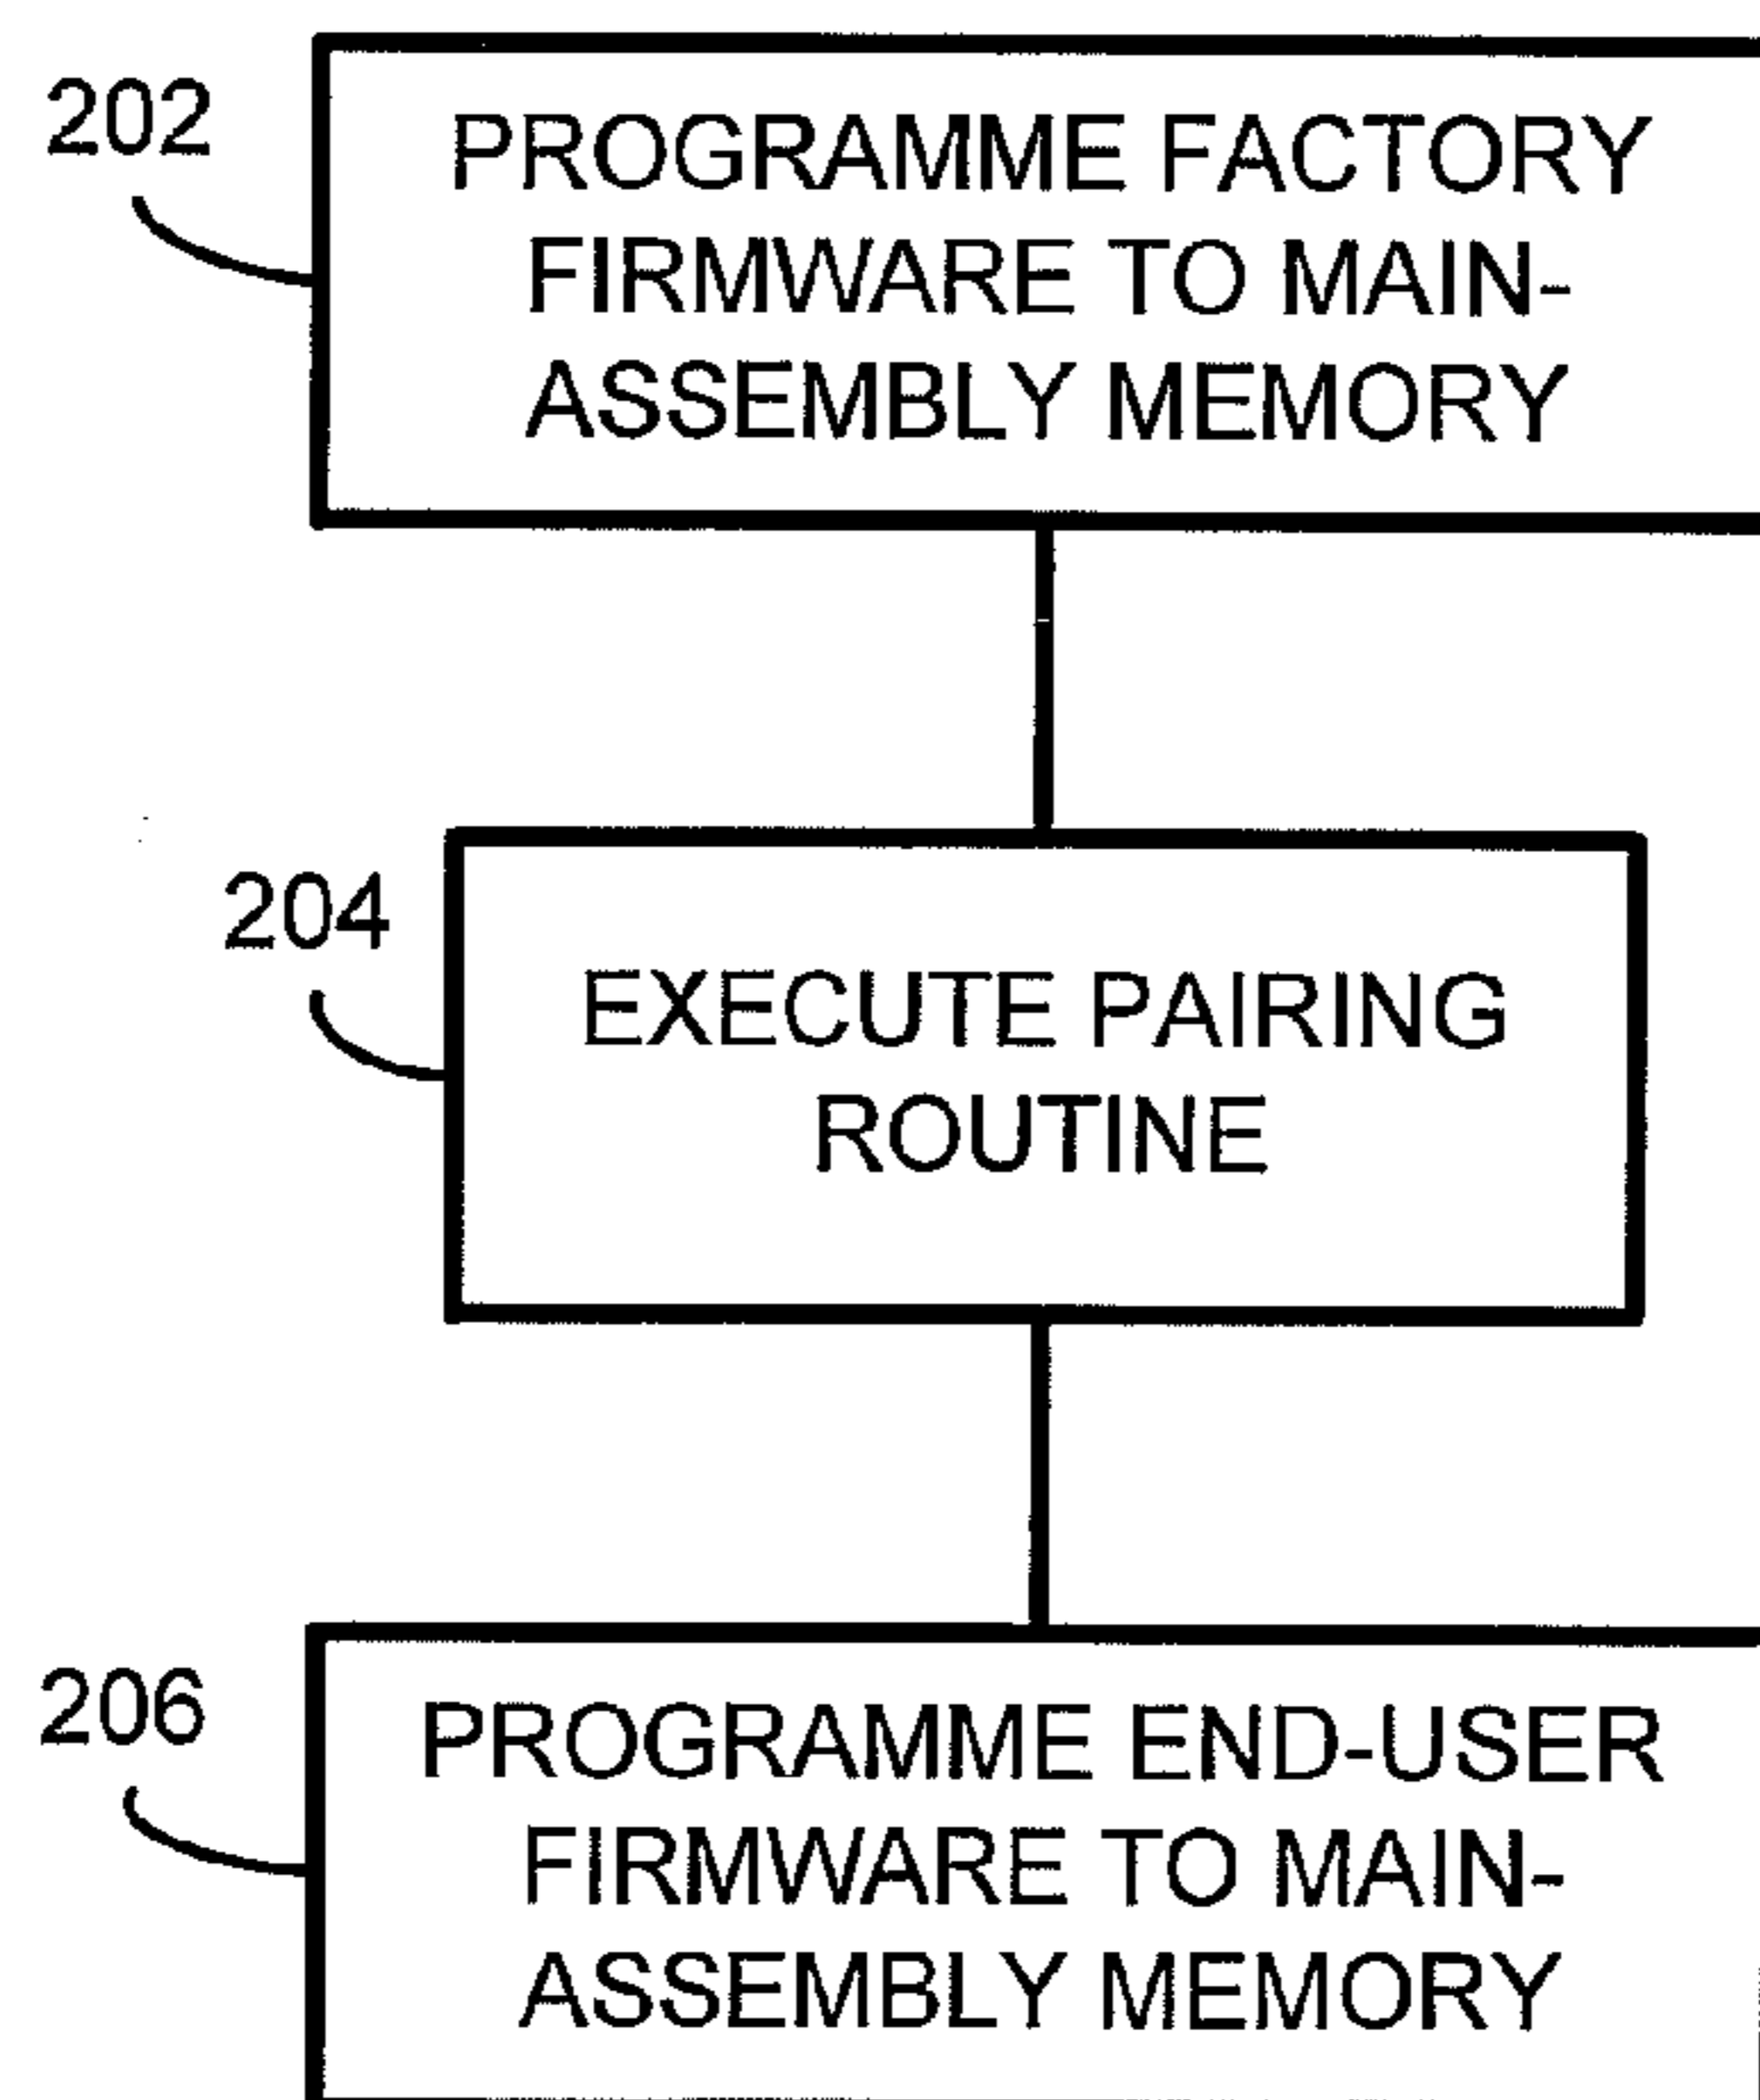 202
PROGRAMME FACTORY
FIRMWARE TO MAIN-
ASSEMBLY MEMORY
204
EXECUTE PAIRING
ROUTINE
206
PROGRAMME END-USER
FIRMWARE TO MAIN-
ASSEMBLY MEMORY